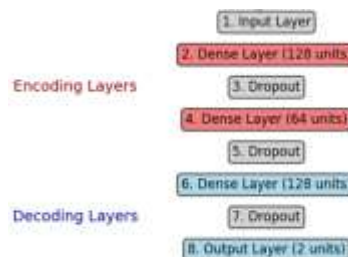 1. Input Layer
2. Dense Layer (128 units
Encoding Layers
3. Dropout
4. Dense Layer (64 units)
5. Dropout
6. Dense Layer (128 units
Decoding Layers
7. Dropout
8. Output Layer (2 units)